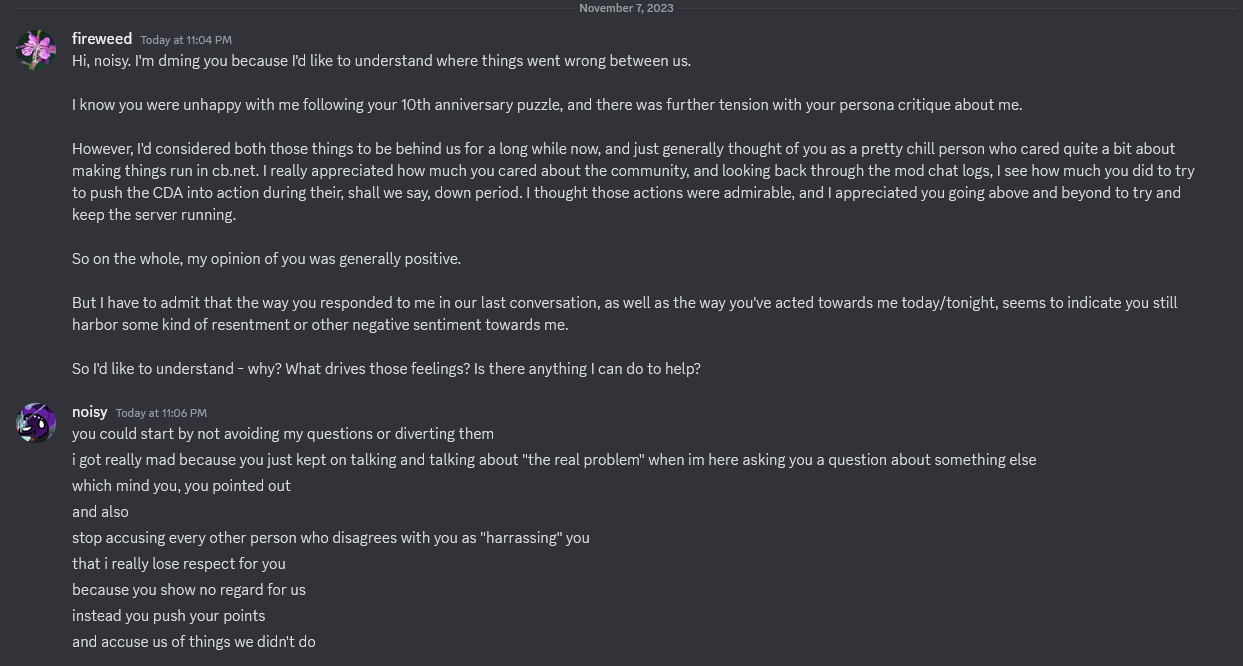 November 7, 2023
fireweed Today at 11:04 PM
Hi, noisy. I'm dming you because I'd like to understand where things went wrong between us.
I know you were unhappy with me following your 10th anniversary puzzle, and there was further tension with your persona critique about me.
However, I'd considered both those things to be behind us for a long while now, and just generally thought of you as a pretty chill person who cared quite a bit about
making things run in cb.net. I really appreciated how much you cared about the community, and looking back through the mod chat logs, I see how much you did to try
to push the CDA into action during their, shall we say, down period. I thought those actions were admirable, and I appreciated you going above and beyond to try and
keep the server running.
So on the whole, my opinion of you was generally positive.
But I have to admit that the way you responded to me in our last conversation, as well as the way you've acted towards me today/tonight, seems to indicate you still
harbor some kind of resentment or other negative sentiment towards me.
So I'd like to understand - why? What drives those feelings? Is there anything I can do to help?
noisy Today at 11:06 PM
you could start by not avoiding my questions or diverting them
i got really mad because you just kept on talking and talking about "the real problem" when im here asking you a question about something else
which mind you, you pointed out
and also
stop accusing every other person who disagrees with you as "harrassing" you
that i really lose respect for you
because you show no regard for us
instead you push your points
and accuse us of things we didn't do